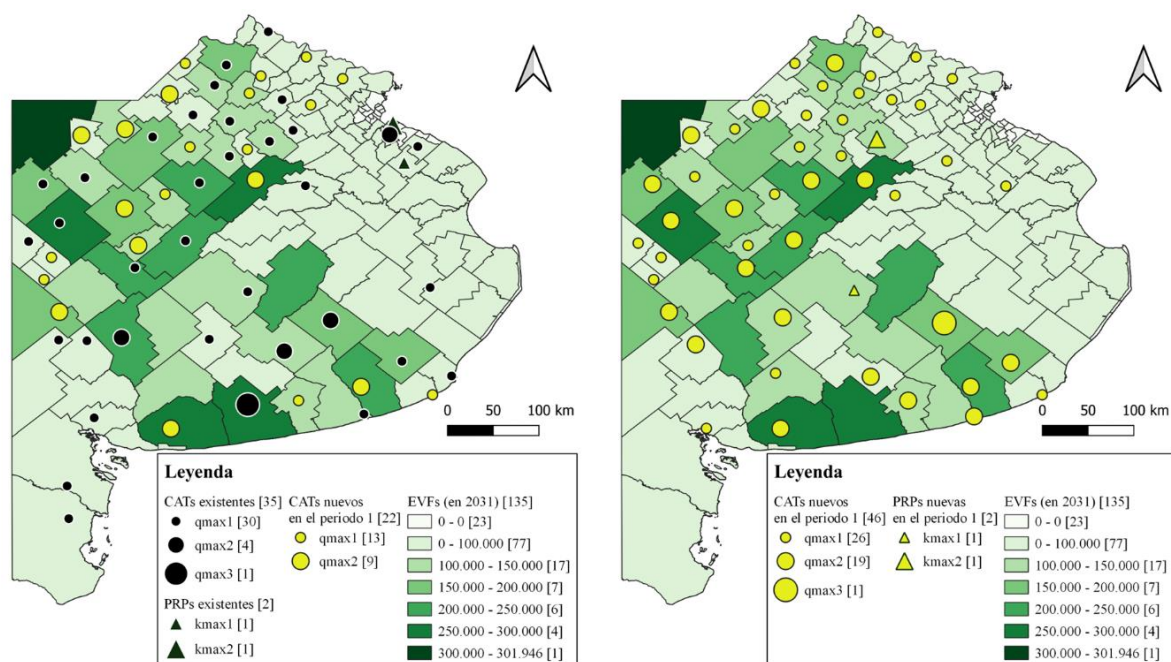 0 50 100 km
Leyenda
CATs existentes [35]
qmax1 [30]
qmax2 [4]
qmax3 [1]
PRPs existentes [2]
kmax1 [1]
kmax2 [1]
CATs nuevos
en el periodo 1 [22]
qmax1 [13]
qmax2 [9]
EVFs (en 2031) [135]
0 - 0 [23]
0 - 100.000 [77]
100.000 - 150.000 [17]
150.000 - 200.000 [7]
200.000 - 250.000 [6]
250.000 - 300.000 [4]
300.000 - 301.946 [1]
0 50 100 km
Leyenda
CATs nuevos
en el periodo 1 [46]
qmax1 [26]
qmax2 [19]
qmax3 [1]
PRPs nuevas
en el periodo 1 [2]
kmax1 [1]
kmax2 [1]
EVFs (en 2031) [135]
0 - 0 [23]
0 - 100.000 [77]
100.000 - 150.000 [17]
150.000 - 200.000 [7]
200.000 - 250.000 [6]
250.000 - 300.000 [4]
300.000 - 301.946 [1]